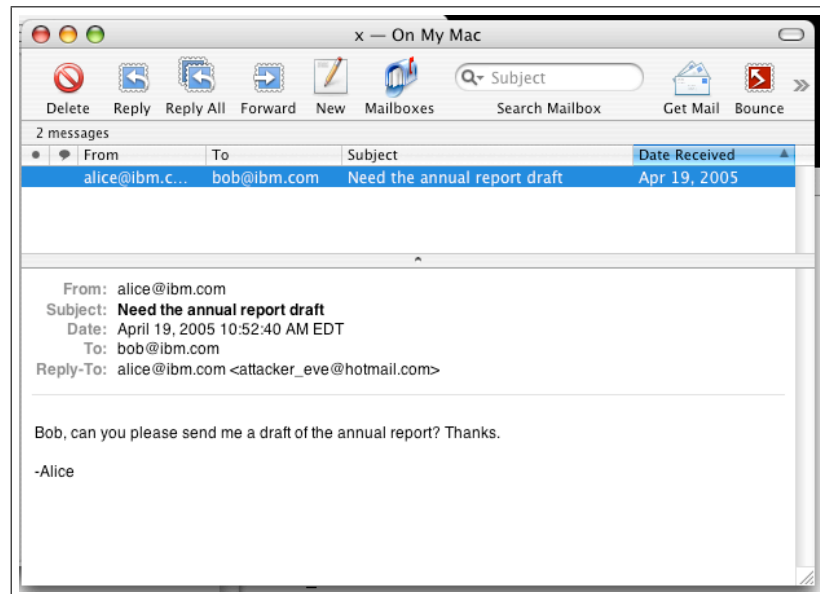 x — On My Mac
Delete Reply Reply All Forward New Mailboxes Search Mailbox Get Mail Bounce
Q Subject
2 messages
From To Subject Date Received
alice@ibm.c... bob@ibm.com Need the annual report draft Apr 19, 2005
From: alice@ibm.com
Subject: Need the annual report draft
Date: April 19, 2005 10:52:40 AM EDT
To: bob@ibm.com
Reply-To: alice@ibm.com <attacker_eve@hotmail.com>
Bob, can you please send me a draft of the annual report? Thanks.
-Alice